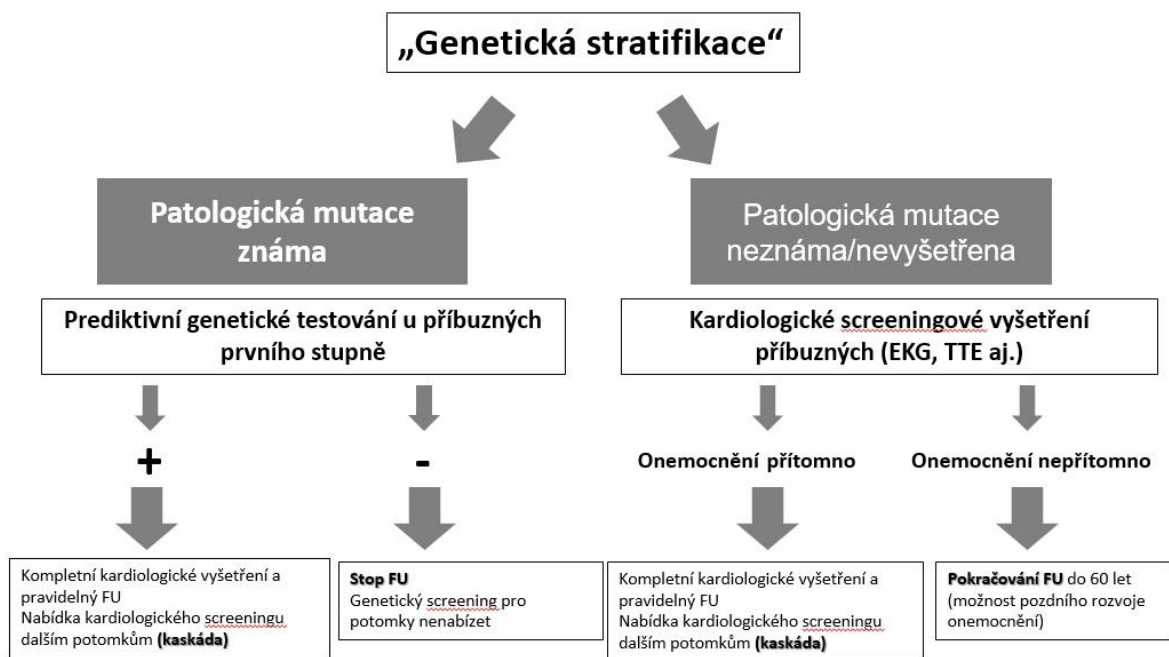 „Genetická stratifikace“
Patologická mutace
známa
Patologická mutace
neznáma/nevyšetřena
Prediktivní genetické testování u příbuzných
prvního stupně
Kardiologické screeningové vyšetření
příbuzných (EKG, TTE aj.)
+
-
Onemocnění přítomno
Onemocnění nepřítomno
Kompletní kardiologické vyšetření a
pravidelný FU
Nabídka kardiologického screeningu
dalším potomkům (kaskáda)
Stop FU
Genetický screening pro
potomky nenabízet
Kompletní kardiologické vyšetření a
pravidelný FU
Nabídka kardiologického screeningu
dalším potomkům (kaskáda)
Pokračování FU do 60 let
(možnost pozdního rozvoje
onemocnění)